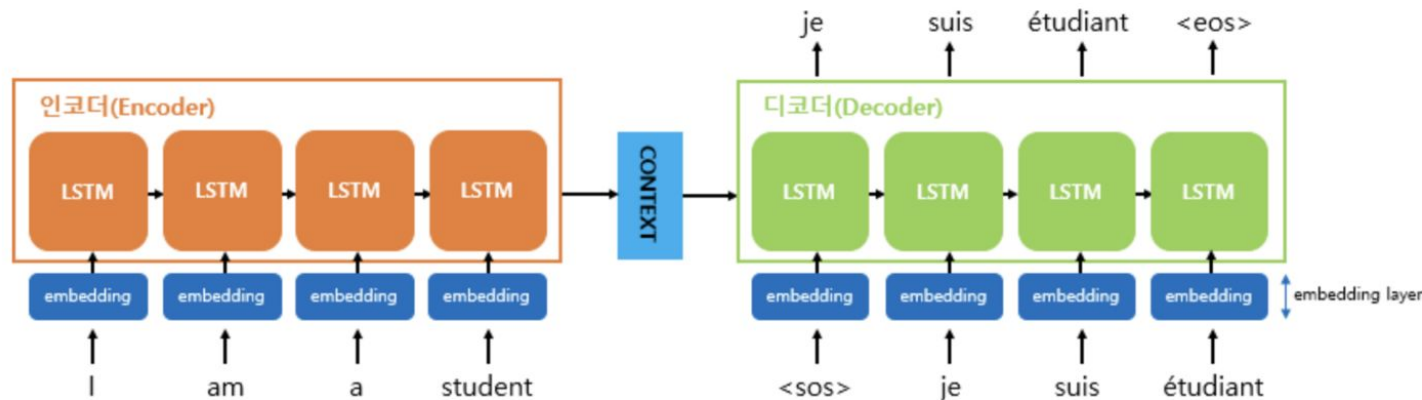 je suis étudiant <eos>
인코더(Encoder)
디코더(Decoder)
LSTM LSTM LSTM LSTM
CONTEXT
LSTM LSTM LSTM LSTM
embedding embedding embedding embedding
embedding embedding embedding embedding
embedding layer
I am a student
<sos> je suis étudiant